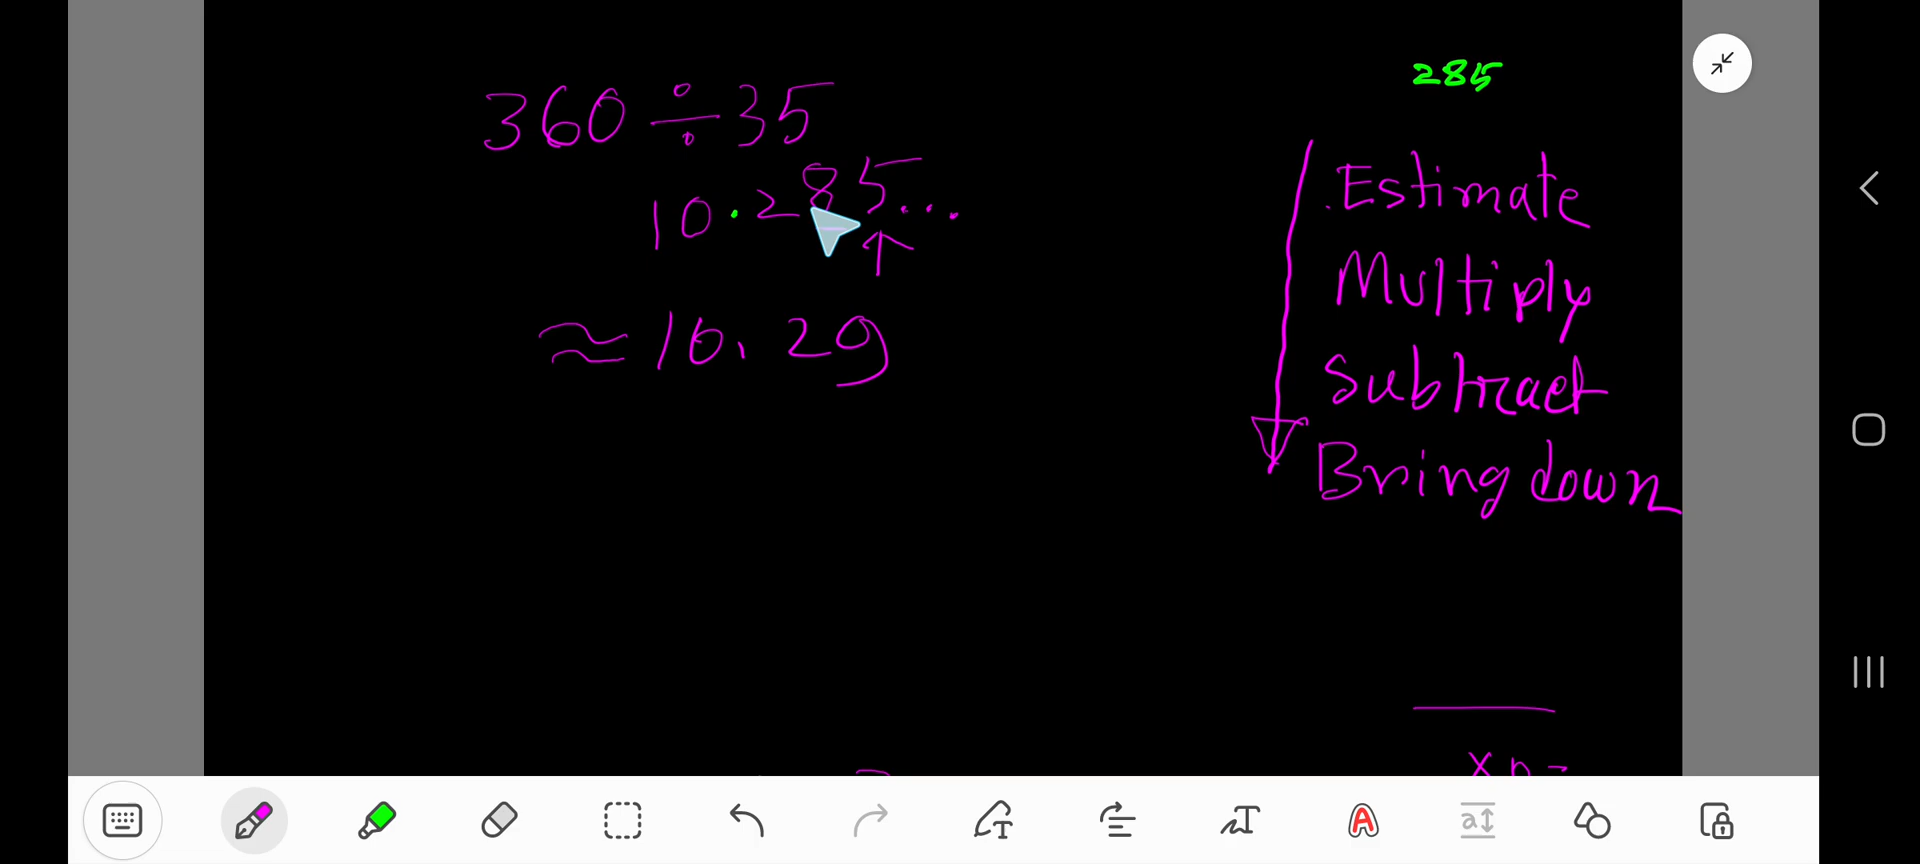 360 ÷ 35
10.285...
≈ 10.29
285
Estimate
Multiply
Subtract
Bring down